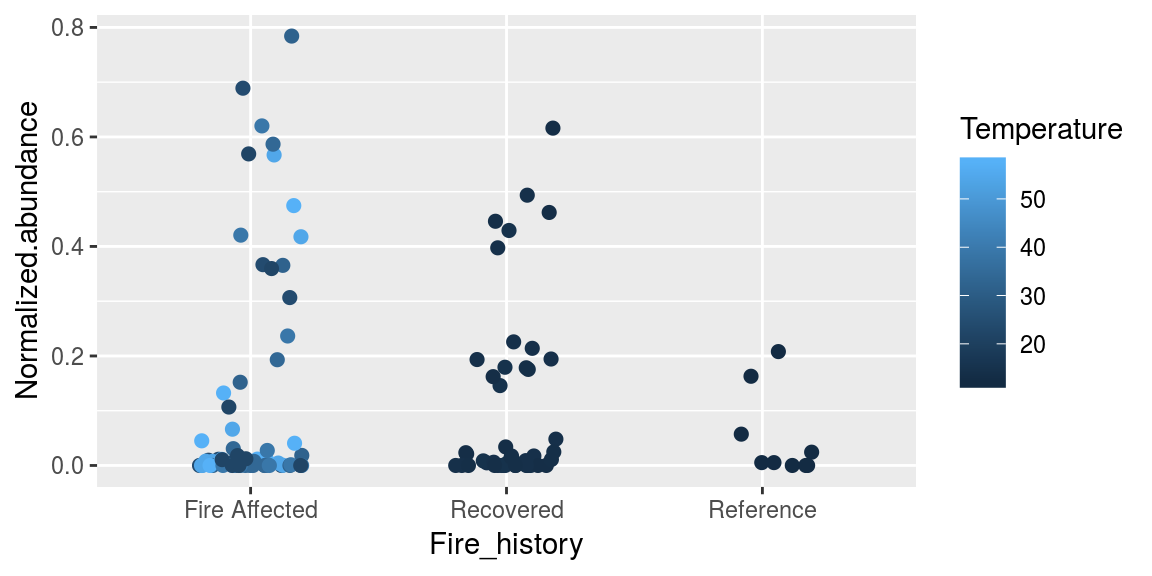 Normalized.abundance
0.8
0.6
0.4
0.2
0.0
Fire Affected
Recovered
Reference
Fire_history
Temperature
50
40
30
20